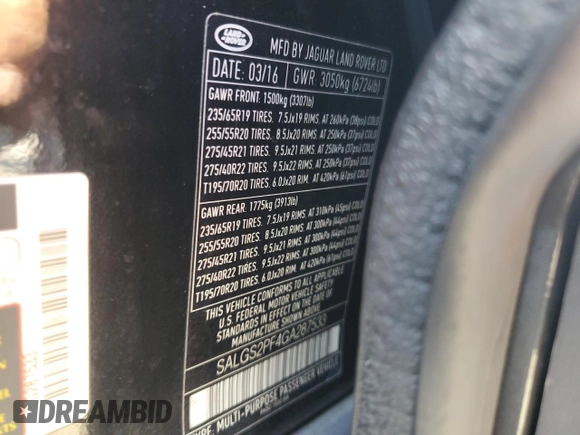 LAND
ROVER
MFD BY JAGUAR LAND ROVER LTD
DATE: 03/16 GWR: 3050kg (6724lb)
GAWR FRONT: 1500kg (3307lb)
235/65R19 TIRES. 7.5Jx19 RIMS. AT 260kPa (38psi) COLD
255/55R20 TIRES. 8.5Jx20 RIMS. AT 250kPa (37psi) COLD
275/45R21 TIRES. 9.5Jx21 RIMS. AT 250kPa (37psi) COLD
275/40R22 TIRES. 9.5Jx22 RIMS. AT 250kPa (37psi) COLD
T195/70R20 TIRES. 6.0Jx20 RIM. AT 420kPa (61psi) COLD
GAWR REAR: 1775kg (3913lb)
235/65R19 TIRES. 7.5Jx19 RIMS. AT 310kPa (45psi) COLD
255/55R20 TIRES. 8.5Jx20 RIMS. AT 300kPa (44psi) COLD
275/45R21 TIRES. 9.5Jx21 RIMS. AT 300kPa (44psi) COLD
275/40R22 TIRES. 9.5Jx22 RIMS. AT 300kPa (44psi) COLD
T195/70R20 TIRES. 6.0Jx20 RIM. AT 420kPa (61psi) COLD
THIS VEHICLE CONFORMS TO ALL APPLICABLE
U.S. FEDERAL MOTOR VEHICLE SAFETY
STANDARDS IN EFFECT ON THE DATE OF
MANUFACTURE SHOWN ABOVE
SALGS2PF4GA287533
TYPE: MULTI-PURPOSE PASSENGER VEHICLE
DREAMBID